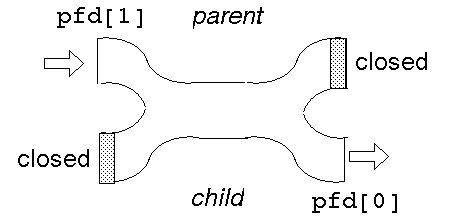 pfd[1]
parent
closed
closed
child
pfd[0]